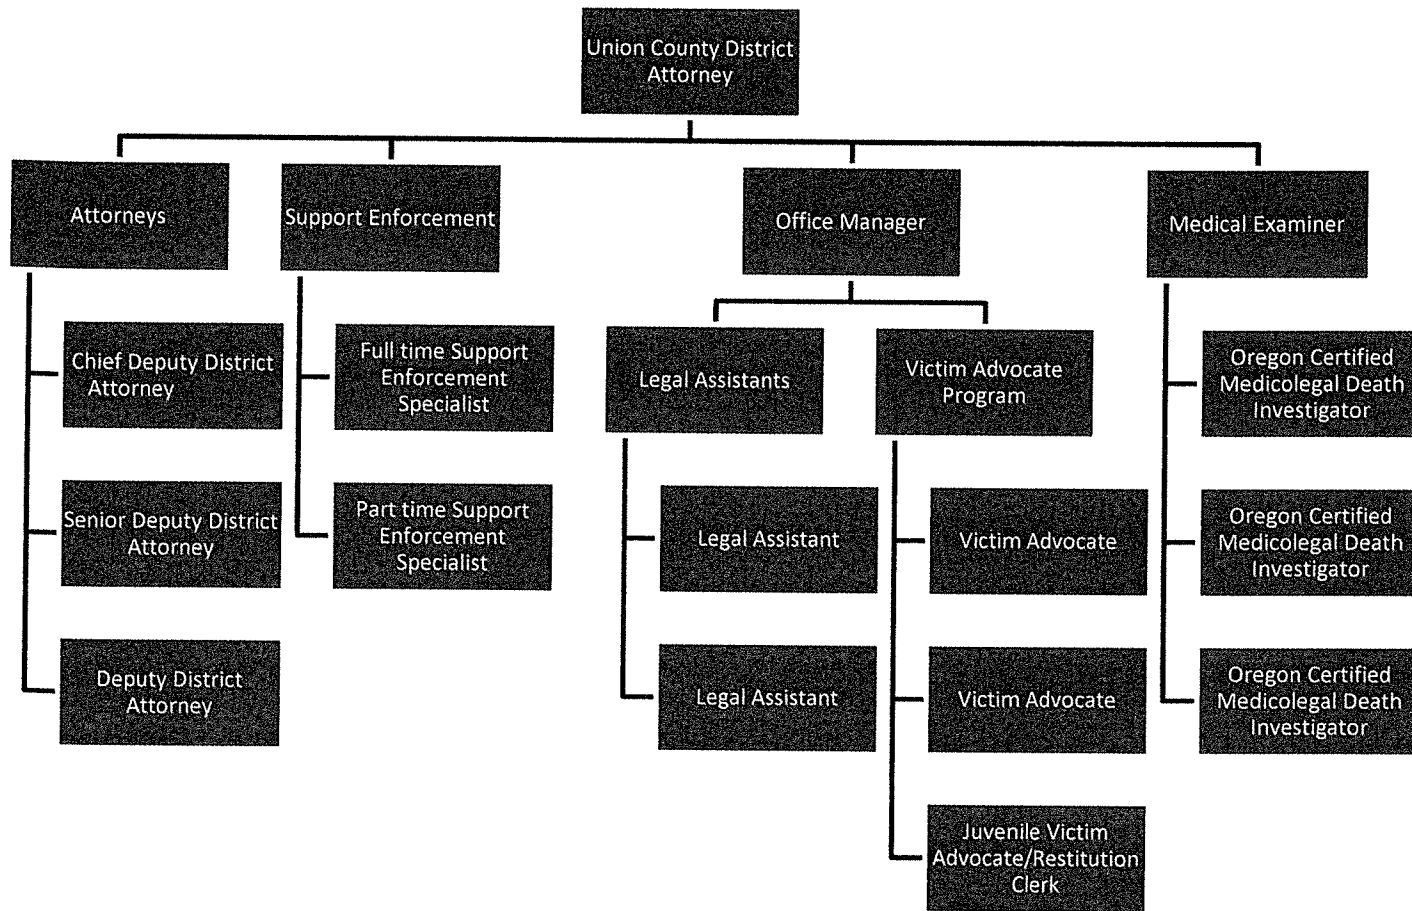 Union County District
Attorney
Attorneys
Support Enforcement
Office Manager
Medical Examiner
Chief Deputy District
Attorney
Senior Deputy District
Attorney
Deputy District
Attorney
Full time Support
Enforcement
Specialist
Part time Support
Enforcement
Specialist
Legal Assistants
Legal Assistant
Legal Assistant
Victim Advocate
Program
Victim Advocate
Victim Advocate
Juvenile Victim
Advocate/Restitution
Clerk
Oregon Certified
Medicolegal Death
Investigator
Oregon Certified
Medicolegal Death
Investigator
Oregon Certified
Medicolegal Death
Investigator